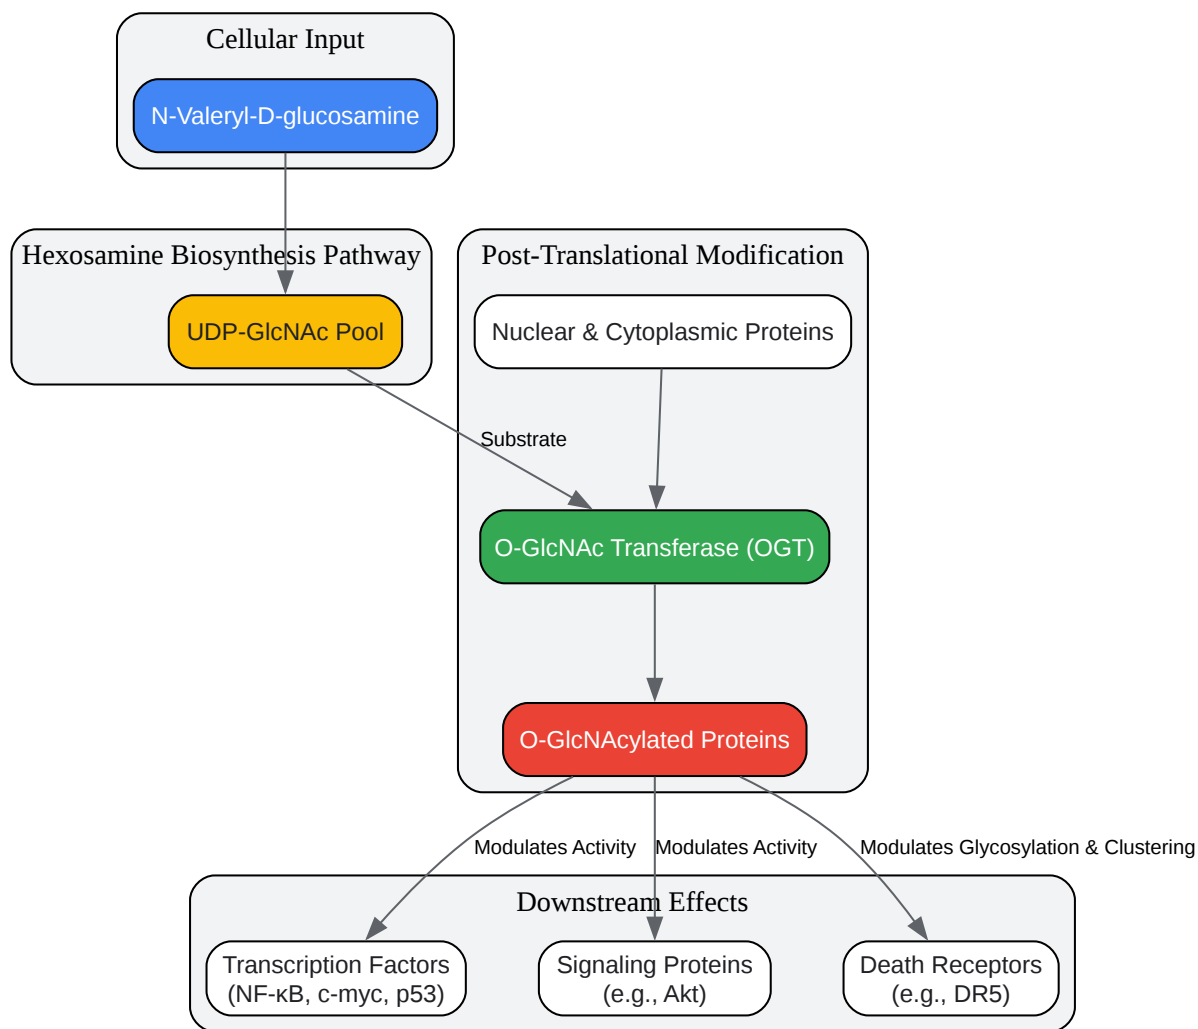 Cellular Input
N-Valeryl-D-glucosamine
Hexosamine Biosynthesis Pathway
UDP-GlcNAc Pool
Post-Translational Modification
Nuclear & Cytoplasmic Proteins
Substrate
O-GlcNAc Transferase (OGT)
O-GlcNAcylated Proteins
Modulates Activity
Modulates Activity
Modulates Glycosylation & Clustering
Downstream Effects
Transcription Factors
(NF-κB, c-myc, p53)
Signaling Proteins
(e.g., Akt)
Death Receptors
(e.g., DR5)